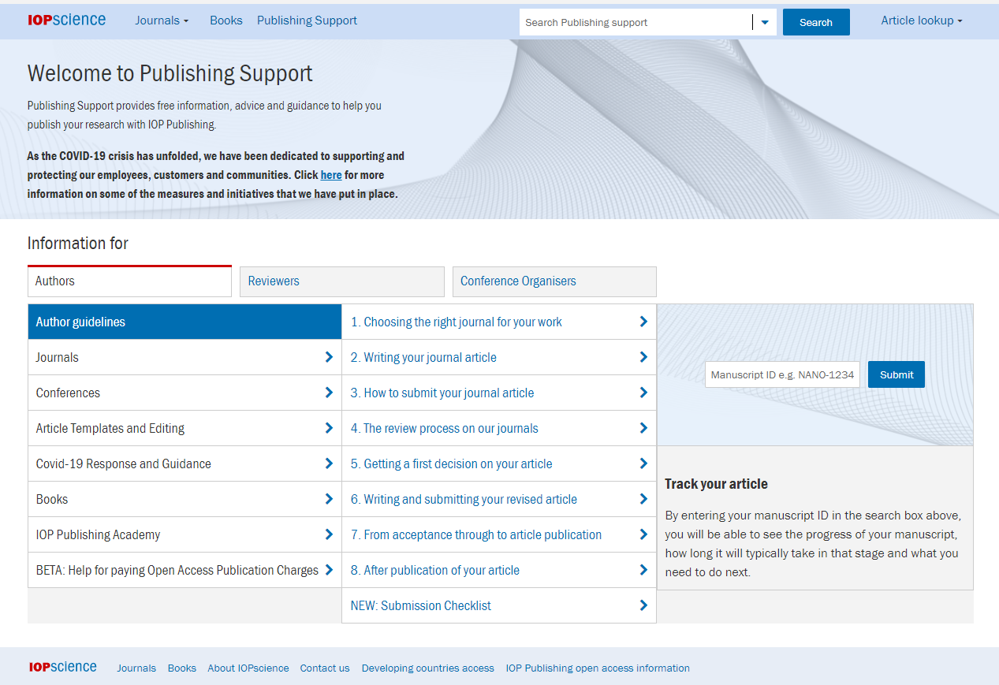 IOPscience Journals Books Publishing Support Search Publishing support Search Article lookup
Welcome to Publishing Support
Publishing Support provides free information, advice and guidance to help you
publish your research with IOP Publishing.
As the COVID-19 crisis has unfolded, we have been dedicated to supporting and
protecting our employees, customers and communities. Click here for more
information on some of the measures and initiatives that we have put in place.
Information for
Authors Reviewers Conference Organisers
Author guidelines
Journals
Conferences
Article Templates and Editing
Covid-19 Response and Guidance
Books
IOP Publishing Academy
BETA: Help for paying Open Access Publication Charges
1. Choosing the right journal for your work
2. Writing your journal article
3. How to submit your journal article
4. The review process on our journals
5. Getting a first decision on your article
6. Writing and submitting your revised article
7. From acceptance through to article publication
8. After publication of your article
NEW: Submission Checklist
Manuscript ID e.g. NANO-1234 Submit
Track your article
By entering your manuscript ID in the search box above,
you will be able to see the progress of your manuscript,
how long it will typically take in that stage and what you
need to do next.
IOPscience Journals Books About IOPscience Contact us Developing countries access IOP Publishing open access information